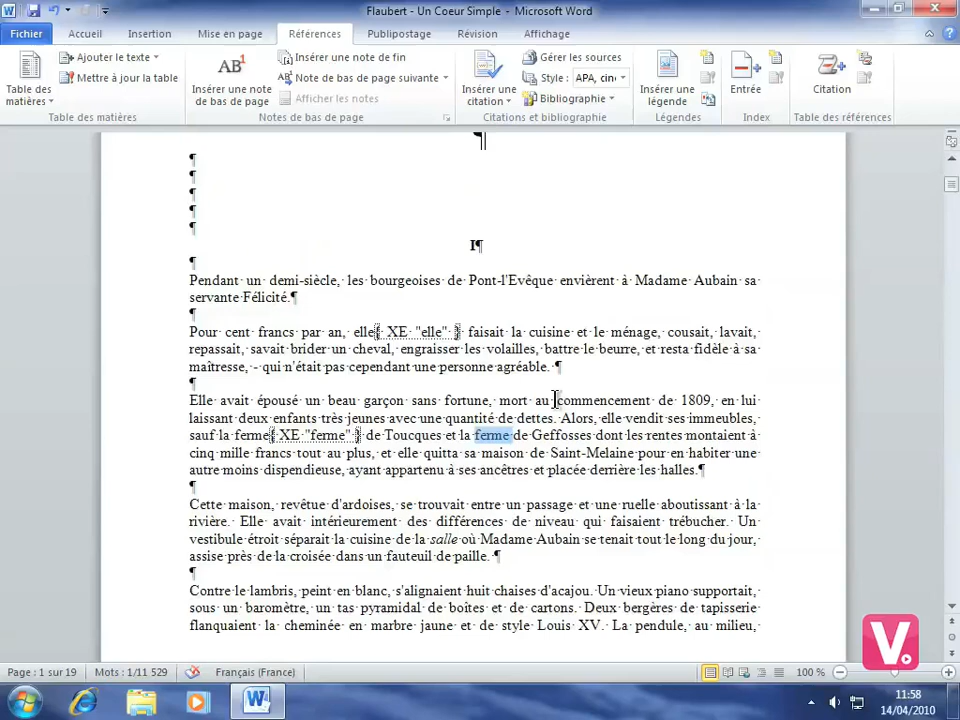 Flaubert - Un Coeur Simple - Microsoft Word
Fichier Accueil Insertion Mise en page Références Publipostage Révision Affichage
Table des matières
Ajouter le texte
Mettre à jour la table
Table des matières
AB¹
Insérer une note de bas de page
Insérer une note de fin
AB¹ Note de bas de page suivante
Afficher les notes
Notes de bas de page
Insérer une citation
Gérer les sources
Style : APA, cin
Bibliographie
Citations et bibliographie
Insérer une légende
Légendes
Entrée
Index
Citation
Table des références
¶
¶
¶
¶
¶
¶
I¶
¶
Pendant un demi-siècle, les bourgeoises de Pont-l'Evêque envièrent à Madame Aubain sa
servante Félicité.¶
¶
Pour cent francs par an, elle{ XE "elle" } faisait la cuisine et le ménage, cousait, lavait,
repassait, savait brider un cheval, engraisser les volailles, battre le beurre, et resta fidèle à sa
maîtresse, - qui n'était pas cependant une personne agréable. ¶
¶
Elle avait épousé un beau garçon sans fortune, mort au commencement de 1809, en lui
laissant deux enfants très jeunes avec une quantité de dettes. Alors, elle vendit ses immeubles,
sauf la ferme{ XE "ferme" } de Toucques et la ferme de Geffosses dont les rentes montaient à
cinq mille francs tout au plus, et elle quitta sa maison de Saint-Melaine pour en habiter une
autre moins dispendieuse, ayant appartenu à ses ancêtres et placée derrière les halles.¶
¶
Cette maison, revêtue d'ardoises, se trouvait entre un passage et une ruelle aboutissant à la
rivière. Elle avait intérieurement des différences de niveau qui faisaient trébucher. Un
vestibule étroit séparait la cuisine de la salle où Madame Aubain se tenait tout le long du jour,
assise près de la croisée dans un fauteuil de paille. ¶
¶
Contre le lambris, peint en blanc, s'alignaient huit chaises d'acajou. Un vieux piano supportait,
sous un baromètre, un tas pyramidal de boîtes et de cartons. Deux bergères de tapisserie
flanquaient la cheminée en marbre jaune et de style Louis XV. La pendule, au milieu,
V
Page : 1 sur 19 Mots : 1/11 529 Français (France) 100 %
11:58
14/04/2010